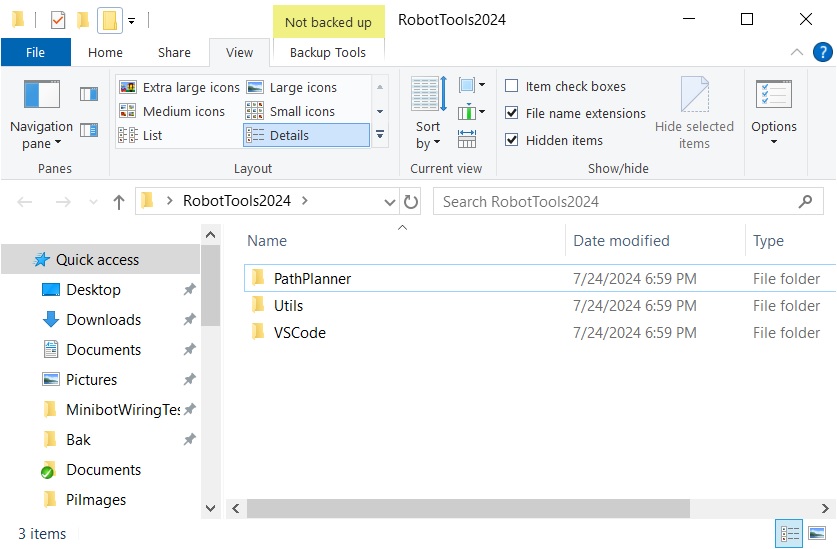 Not backed up
RobotTools2024
File
Home
Share
View
Backup Tools
Navigation pane
Panes
Extra large icons
Large icons
Medium icons
Small icons
List
Details
Layout
Sort by
Current view
Item check boxes
File name extensions
Hidden items
Hide selected items
Show/hide
Options
RobotTools2024
Search RobotTools2024
Quick access
Desktop
Downloads
Documents
Pictures
MinibotWiringTes
Bak
Documents
PiImages
Name
Date modified
Type
PathPlanner
7/24/2024 6:59 PM
File folder
Utils
7/24/2024 6:59 PM
File folder
VSCode
7/24/2024 6:59 PM
File folder
3 items